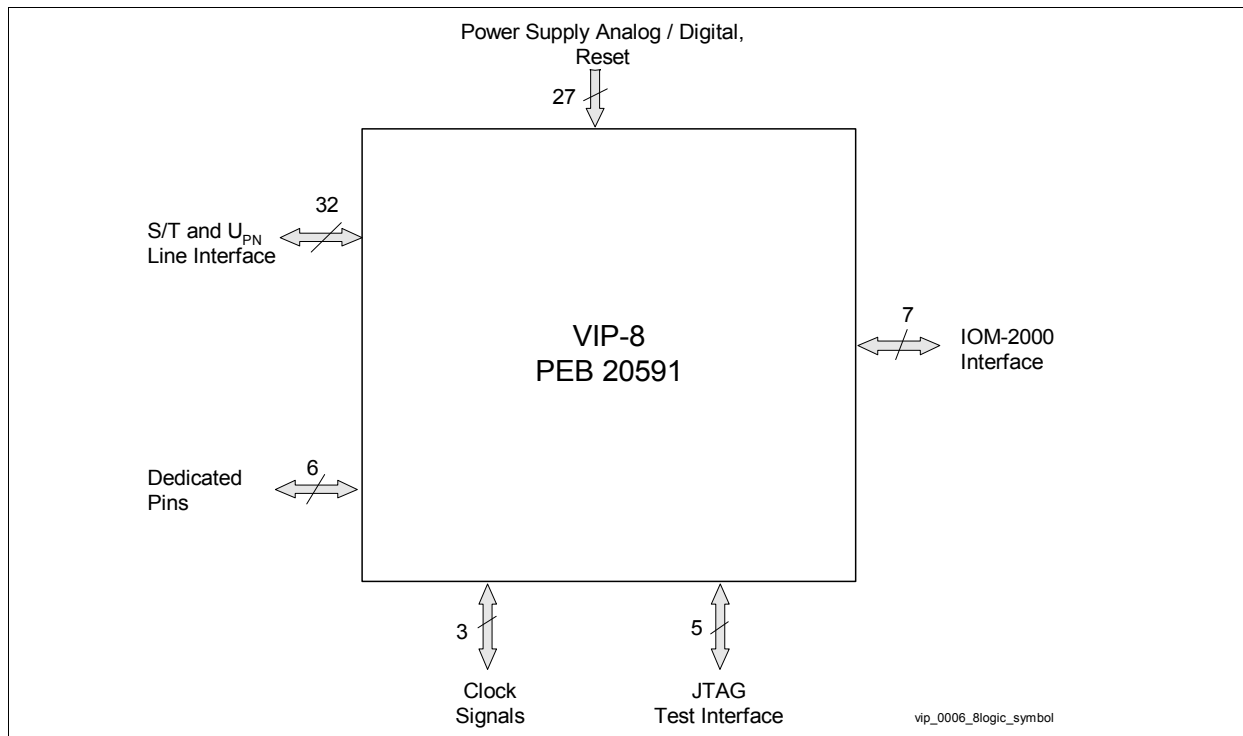 Power Supply Analog / Digital,
Reset
27
32
S/T and UPN
Line Interface
7
IOM-2000
Interface
VIP-8
PEB 20591
6
Dedicated
Pins
3
5
Clock
Signals
JTAG
Test Interface
vip_0006_8logic_symbol